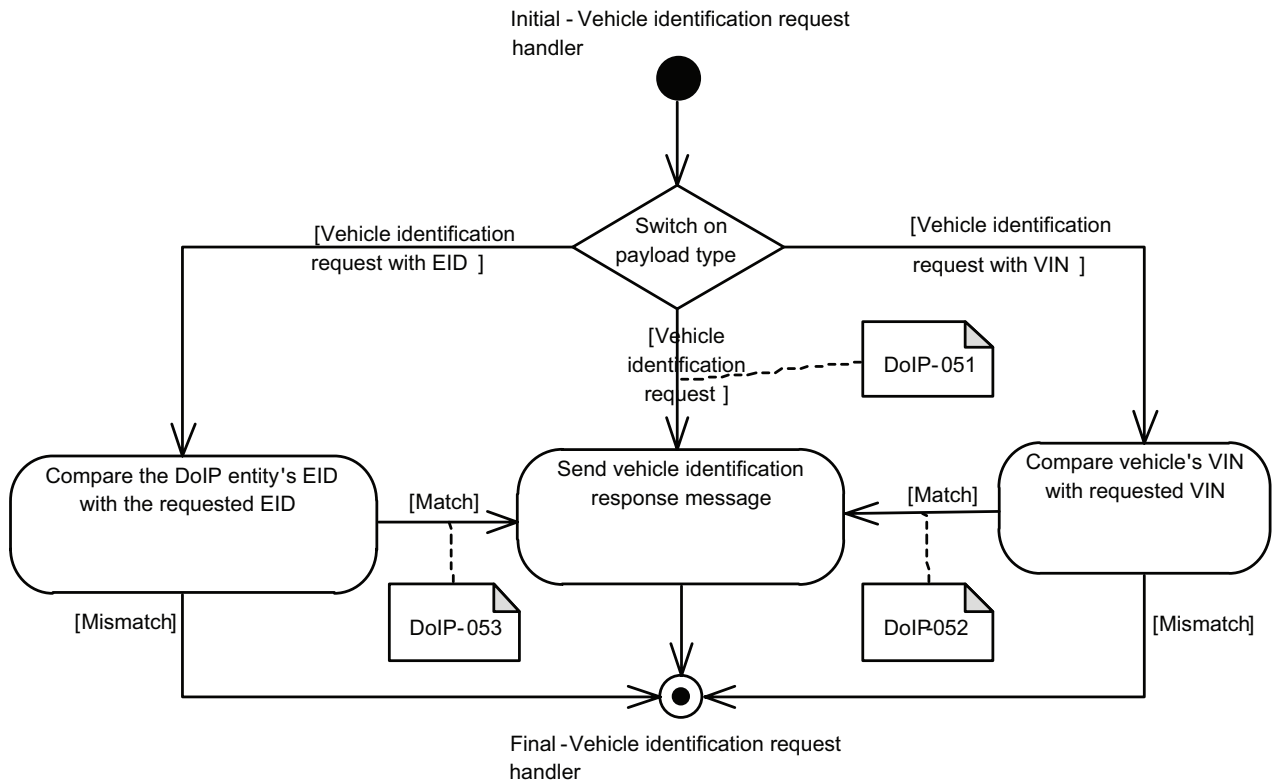 Initial - Vehicle identification request
handler
Switch on
payload type
[Vehicle identification
request with EID ]
[Vehicle identification
request with VIN ]
[Vehicle
identification
request ]
DoIP-051
Compare the DoIP entity's EID
with the requested EID
[Match]
Send vehicle identification
response message
[Match]
Compare vehicle's VIN
with requested VIN
[Mismatch]
DoIP-053
DoIP-052
[Mismatch]
Final - Vehicle identification request
handler